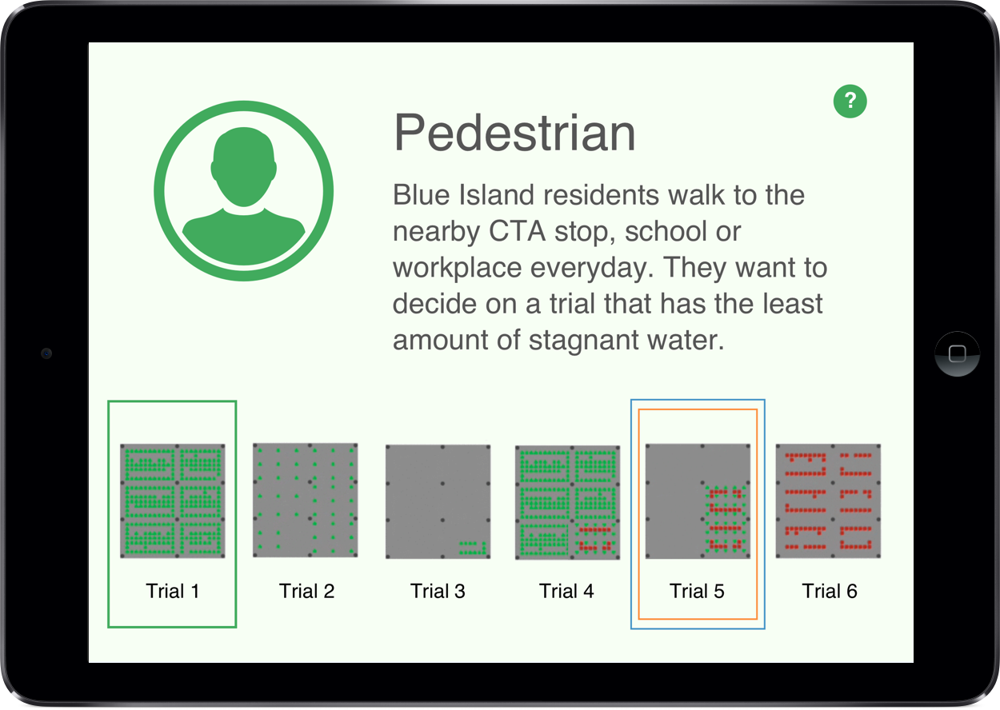 ?
Pedestrian
Blue Island residents walk to the
nearby CTA stop, school or
workplace everyday. They want to
decide on a trial that has the least
amount of stagnant water.
Trial 1
Trial 2
Trial 3
Trial 4
Trial 5
Trial 6